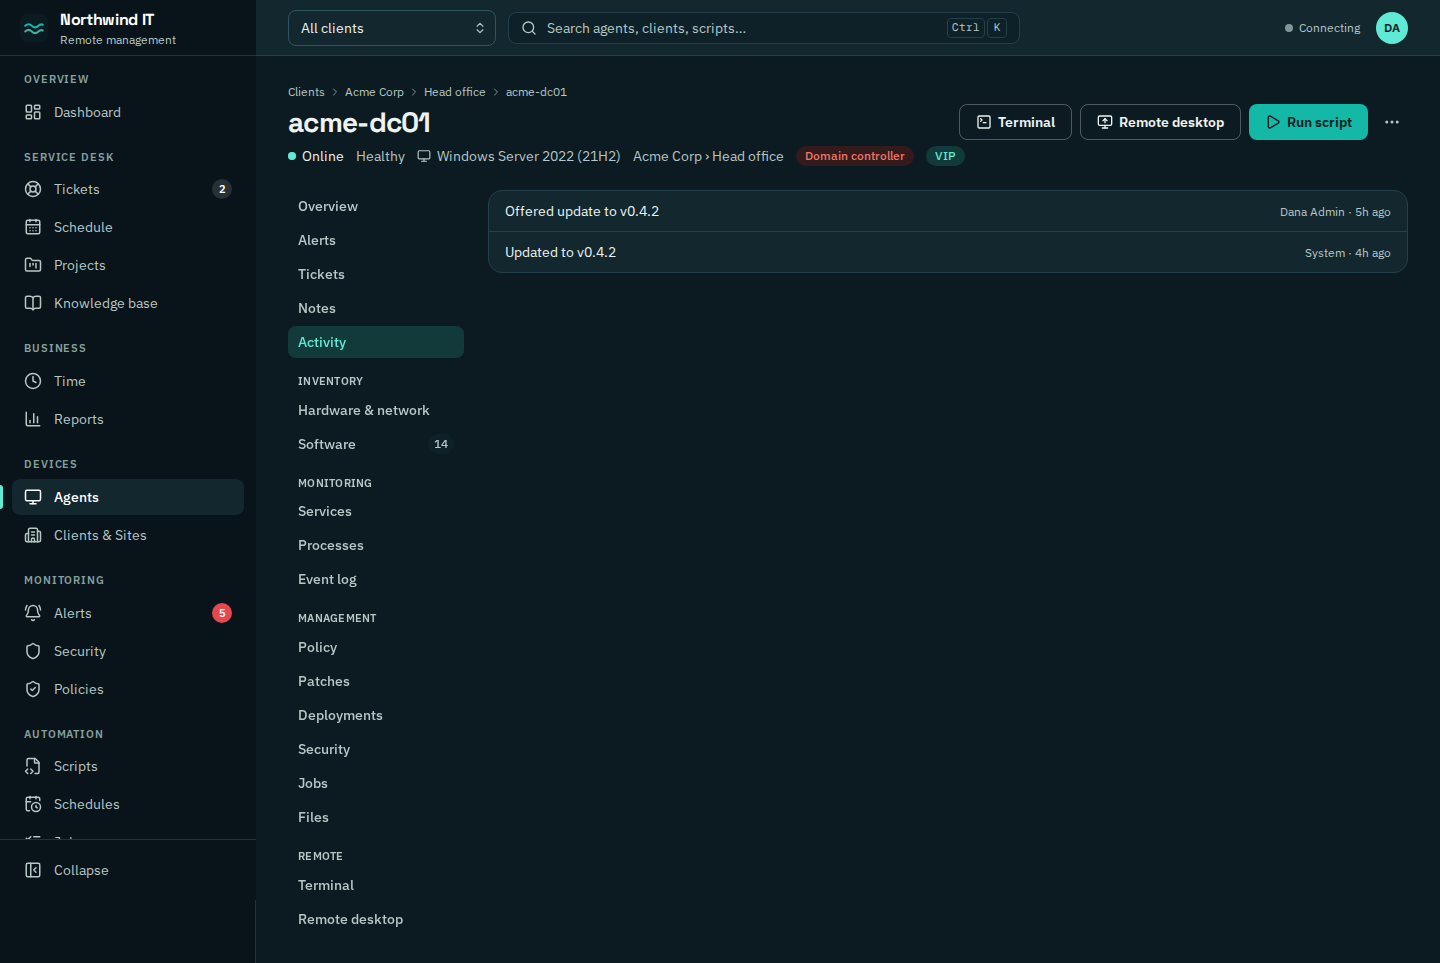 Northwind IT
Remote management
All clients
Search agents, clients, scripts...
Ctrl K
Connecting
DA
OVERVIEW
Dashboard
SERVICE DESK
Tickets 2
Schedule
Projects
Knowledge base
BUSINESS
Time
Reports
DEVICES
Agents
Clients & Sites
MONITORING
Alerts 5
Security
Policies
AUTOMATION
Scripts
Schedules
Collapse
Clients > Acme Corp > Head office > acme-dc01
acme-dc01
Terminal
Remote desktop
Run script
Online Healthy Windows Server 2022 (21H2) Acme Corp › Head office Domain controller VIP
Overview
Alerts
Tickets
Notes
Activity
INVENTORY
Hardware & network
Software 14
MONITORING
Services
Processes
Event log
MANAGEMENT
Policy
Patches
Deployments
Security
Jobs
Files
REMOTE
Terminal
Remote desktop
Offered update to v0.4.2 Dana Admin · 5h ago
Updated to v0.4.2 System · 4h ago